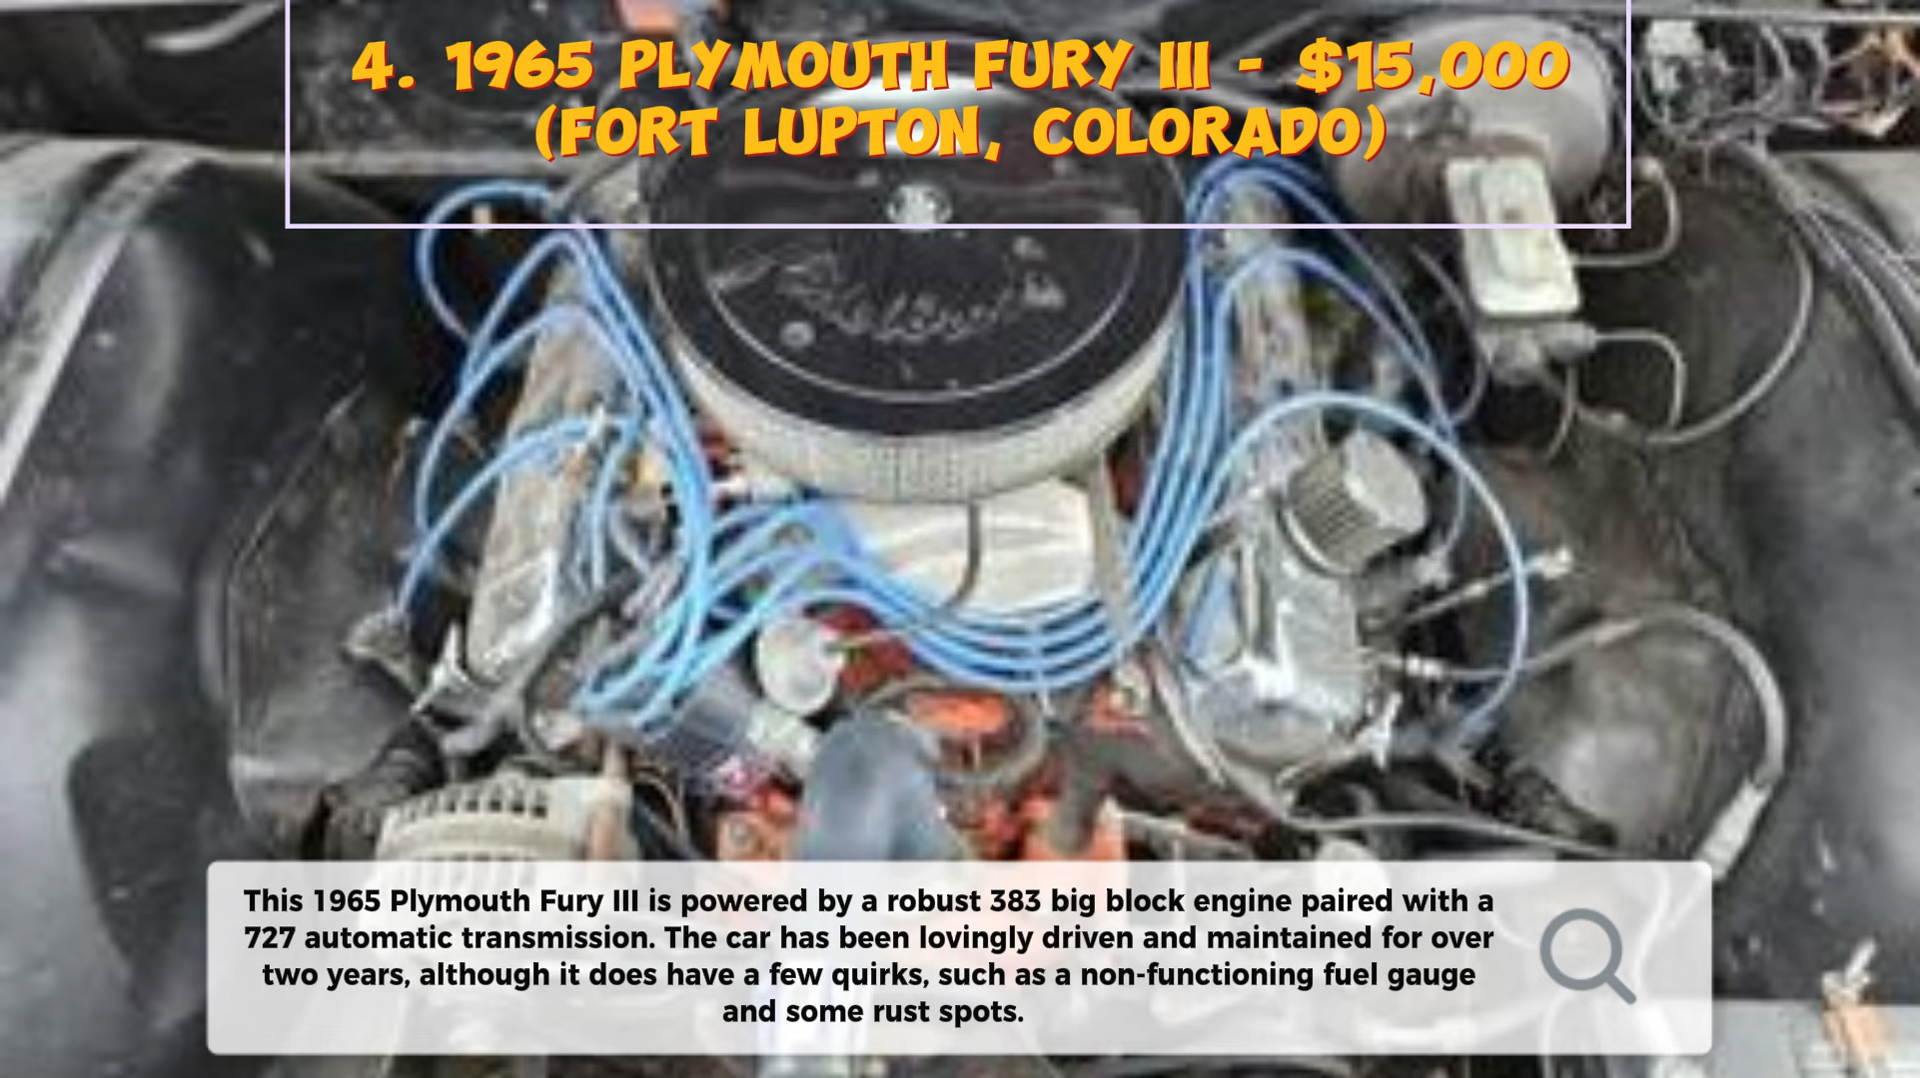 4. 1965 PLYMOUTH FURY III - $15,000
(FORT LUPTON, COLORADO)
This 1965 Plymouth Fury III is powered by a robust 383 big block engine paired with a
727 automatic transmission. The car has been lovingly driven and maintained for over
two years, although it does have a few quirks, such as a non-functioning fuel gauge
and some rust spots.